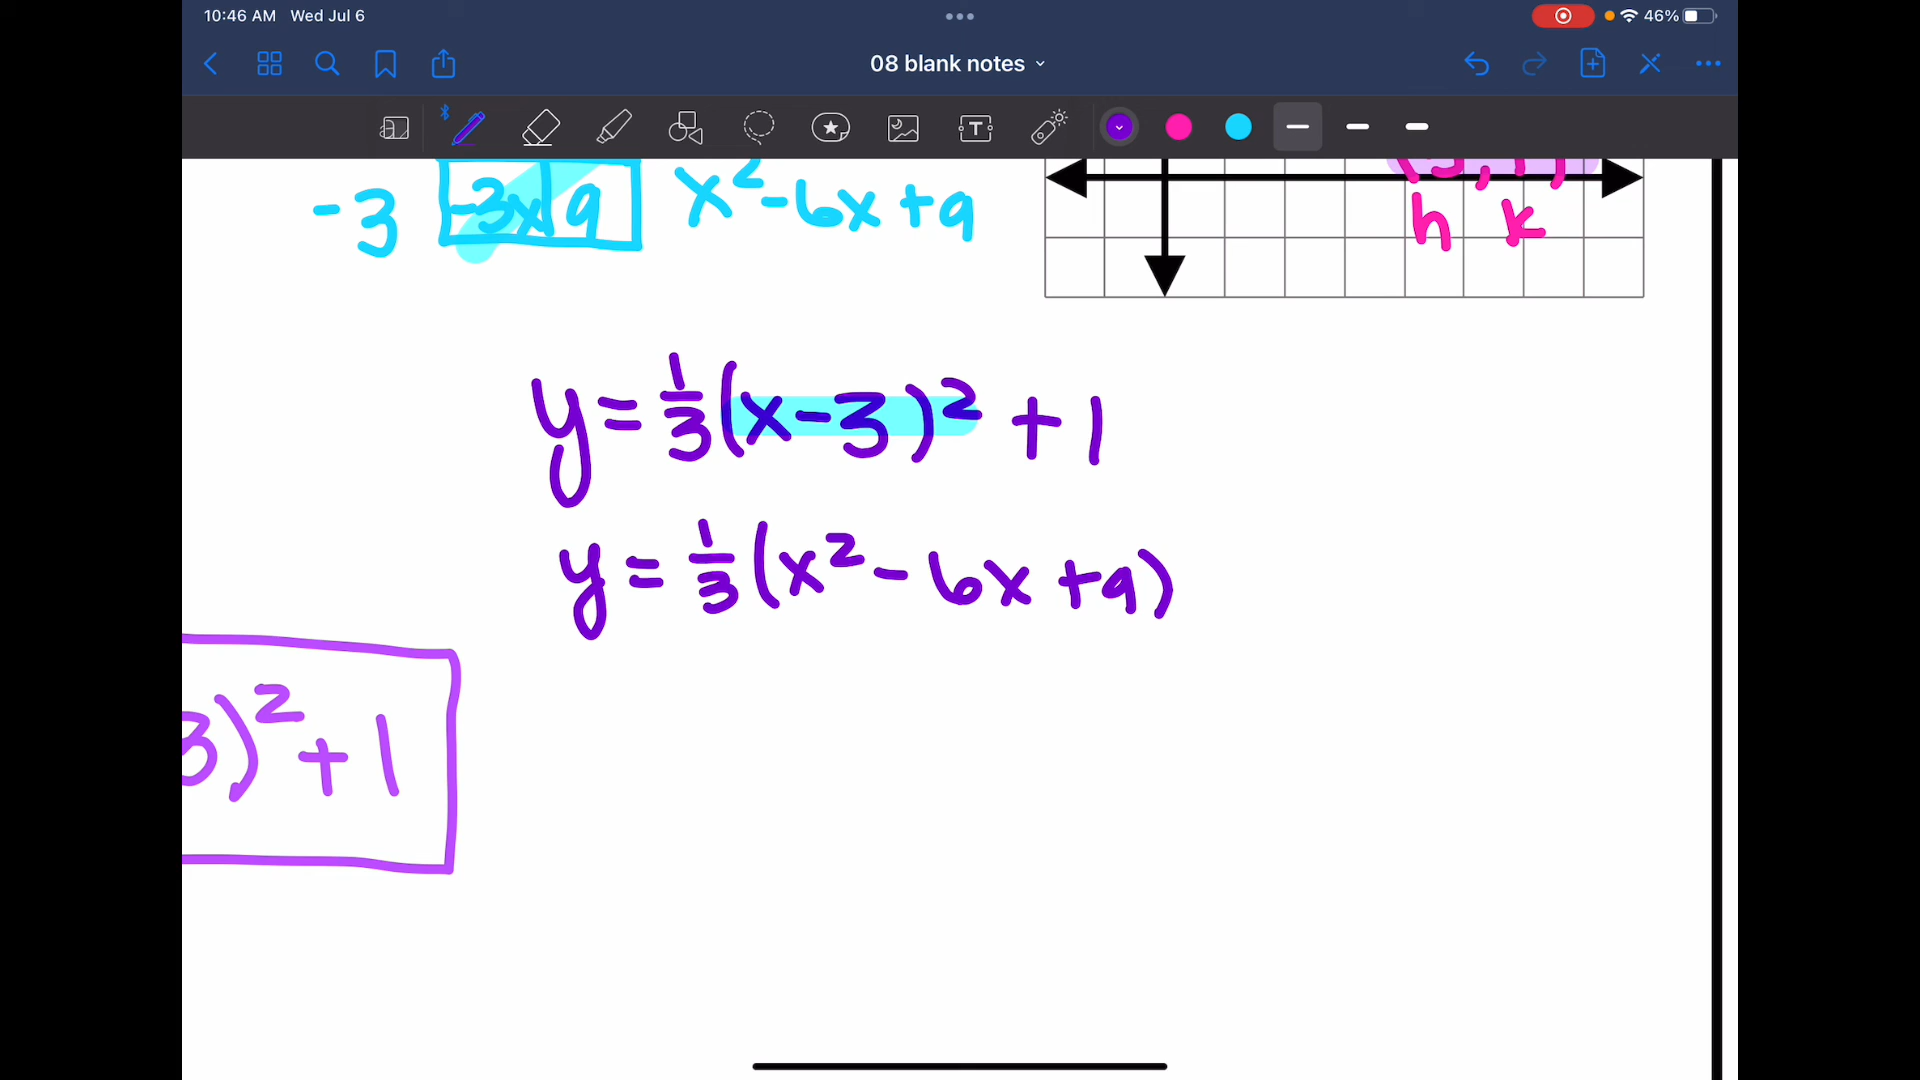 10:46 AM Wed Jul 6
46%
08 blank notes
T
-3 -3x 9 x²-6x+9
h k
y=1/3(x-3)²+1
y=1/3(x²-6x+9)
3)²+1